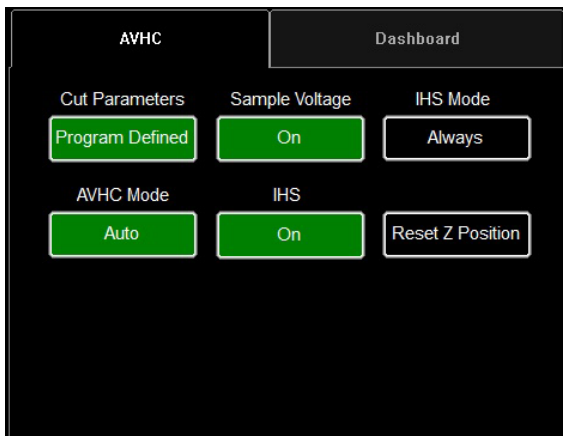 AVHC Dashboard
Cut Parameters Sample Voltage IHS Mode
Program Defined On Always
AVHC Mode IHS
Auto On Reset Z Position